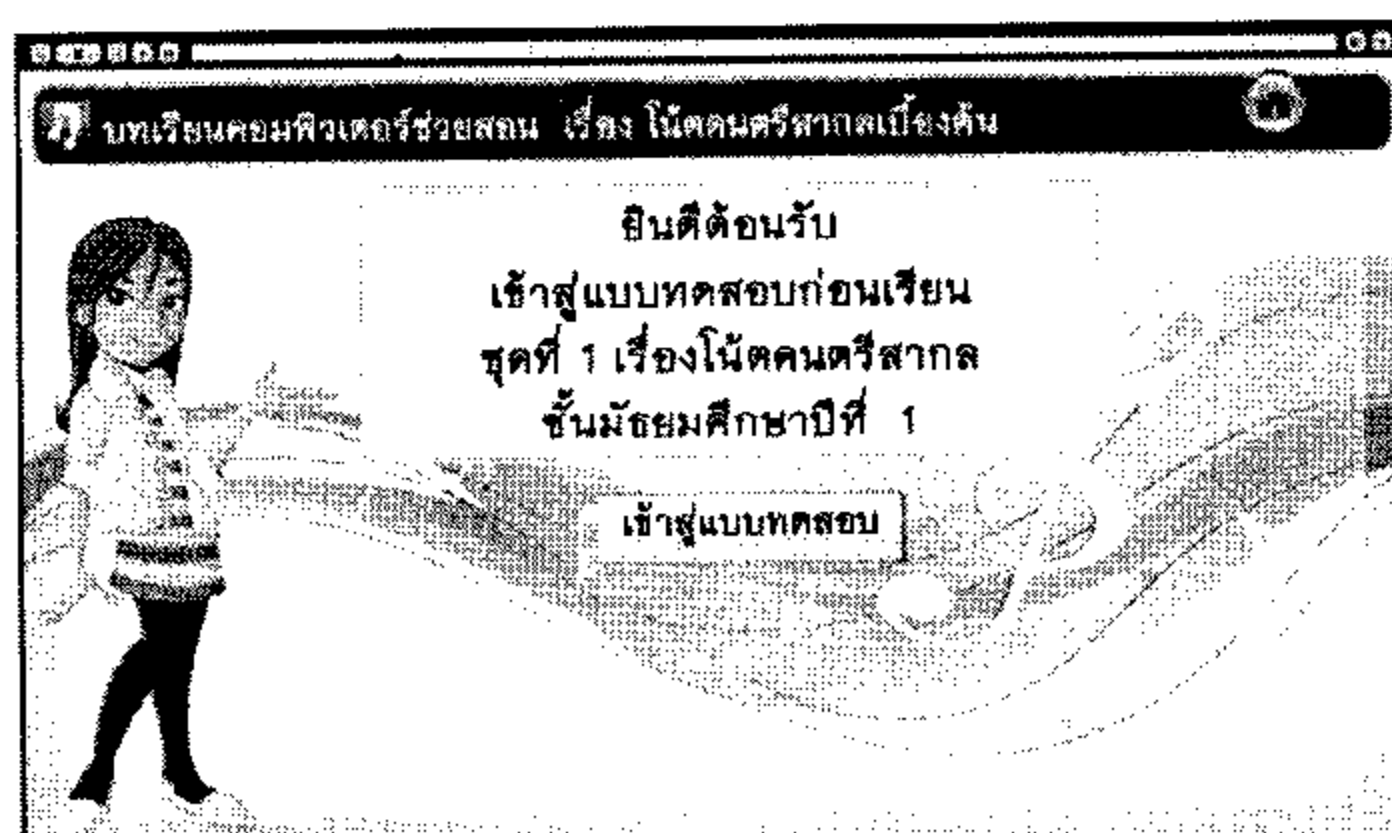 บทเรียนคอมพิวเตอร์ช่วยสอน เรื่อง โน้ตดนตรีสากลเบื้องต้น
ยินดีต้อนรับ
เข้าสู่แบบทดสอบก่อนเรียน
ชุดที่ 1 เรื่องโน้ตดนตรีสากล
ชั้นมัธยมศึกษาปีที่ 1
เข้าสู่แบบทดสอบ